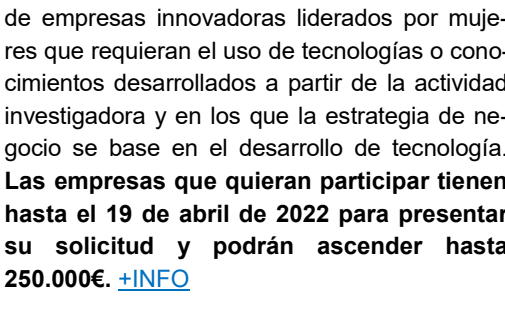 de empresas innovadoras liderados por muje-
res que requieran el uso de tecnologías o cono-
cimientos desarrollados a partir de la actividad
investigadora y en los que la estrategia de ne-
gocio se base en el desarrollo de tecnología.
Las empresas que quieran participar tienen
hasta el 19 de abril de 2022 para presentar
su solicitud y podrán ascender hasta
250.000€. +INFO